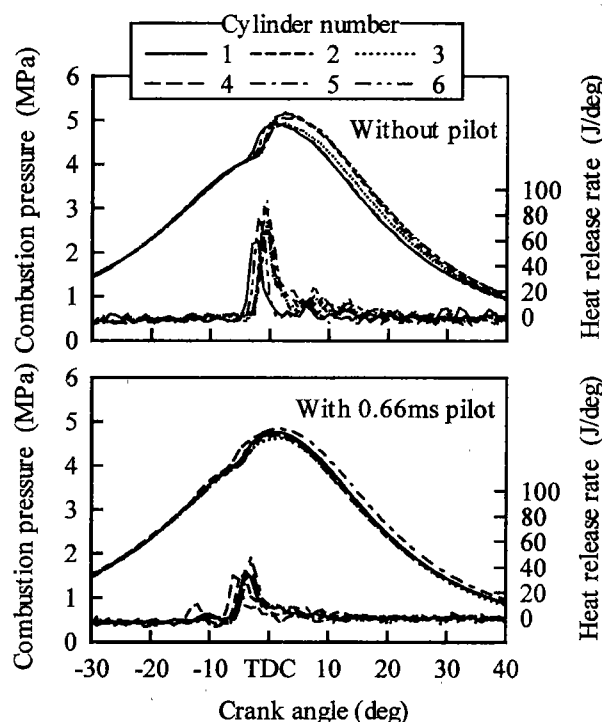 Cylinder number
1 2 3
4 5 6
Combustion pressure (MPa)
6
5
4
3
2
1
0
Without pilot
Heat release rate (J/deg)
100
80
60
40
20
0
Combustion pressure (MPa)
6
5
4
3
2
1
0
With 0.66ms pilot
Heat release rate (J/deg)
100
80
60
40
20
0
-30 -20 -10 TDC 10 20 30 40
Crank angle (deg)